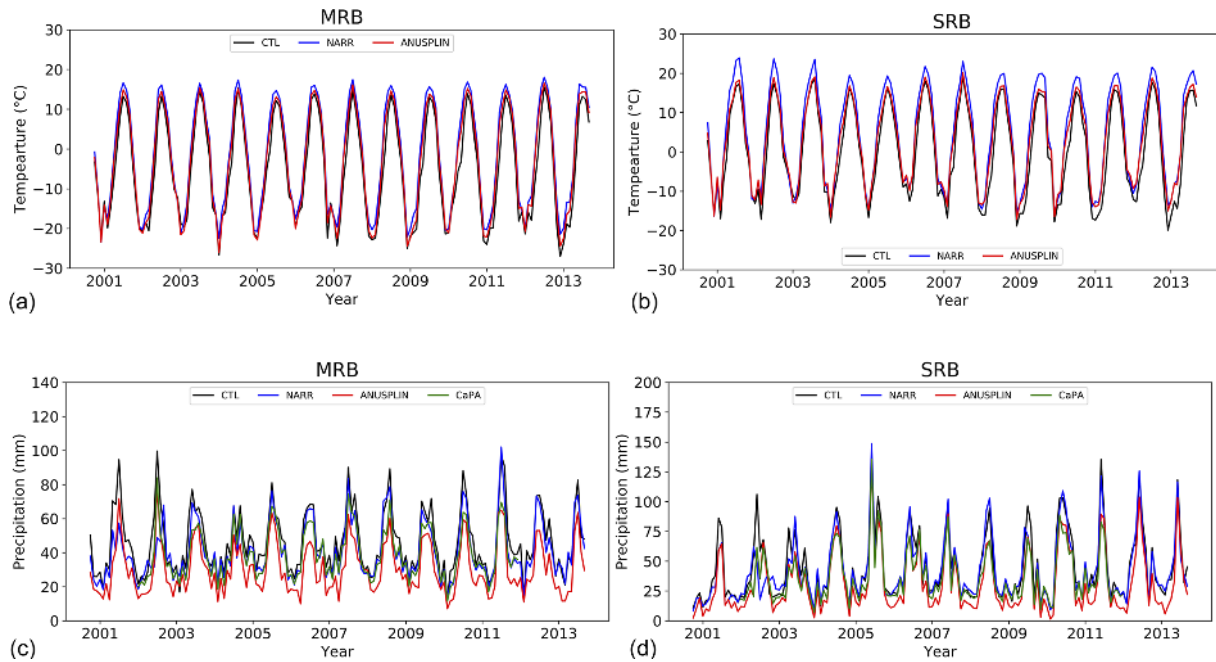 MRB
30
20
10
0
−10
−20
−30
Tempearture (°C)
CTL NARR ANUSPLIN
2001 2003 2005 2007 2009 2011 2013
Year
(a)
SRB
30
20
10
0
−10
−20
−30
Tempearture (°C)
CTL NARR ANUSPLIN
2001 2003 2005 2007 2009 2011 2013
Year
(b)
MRB
140
120
100
80
60
40
20
0
Precipitation (mm)
CTL NARR ANUSPLIN CaPA
2001 2003 2005 2007 2009 2011 2013
Year
(c)
SRB
200
175
150
125
100
75
50
25
0
Precipitation (mm)
CTL NARR ANUSPLIN CaPA
2001 2003 2005 2007 2009 2011 2013
Year
(d)